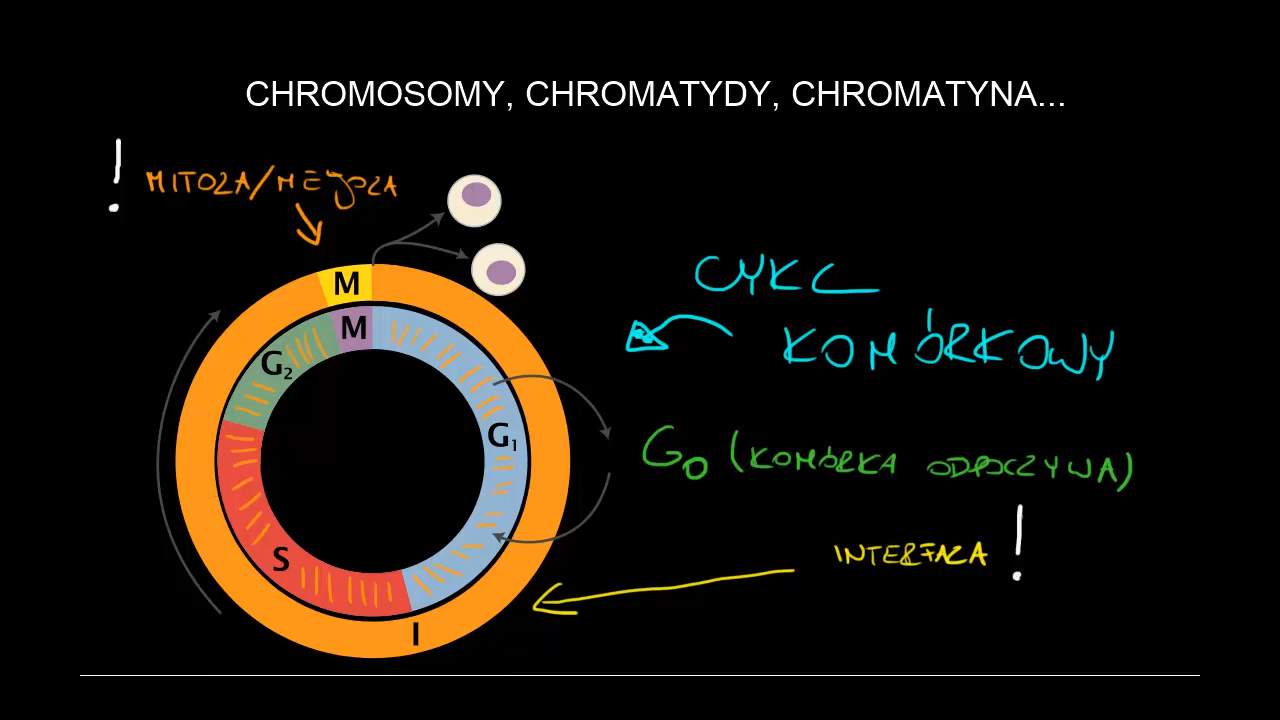 CHROMOSOMY, CHROMATYDY, CHROMATYNA...
! MITOZA/MEJOZA
M
M
G2
G1
S
I
CYKL
KOMÓRKOWY
G0 (KOMÓRKA ODPOCZYWA)
INTERFAZA !